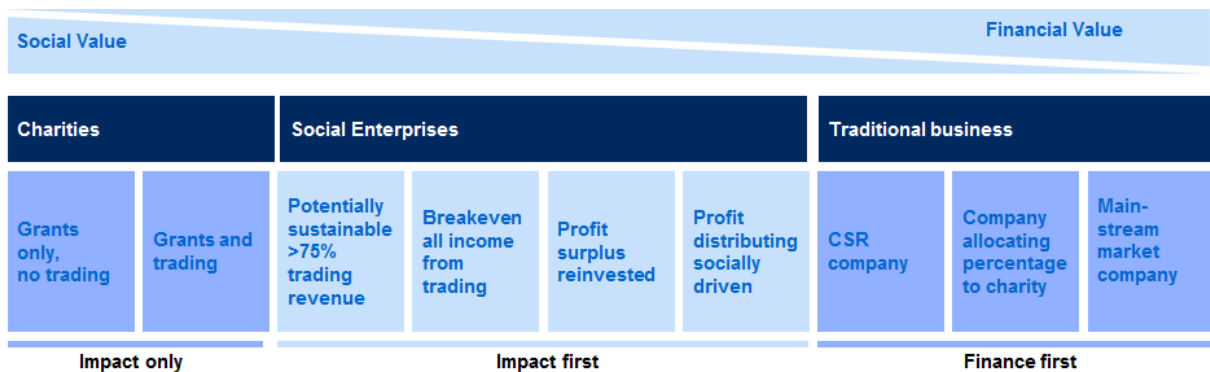 Social Value
Financial Value
Charities
Social Enterprises
Traditional business
Grants
only,
no trading
Grants and
trading
Potentially
sustainable
>75%
trading
revenue
Breakeven
all income
from
trading
Profit
surplus
reinvested
Profit
distributing
socially
driven
CSR
company
Company
allocating
percentage
to charity
Main-
stream
market
company
Impact only
Impact first
Finance first